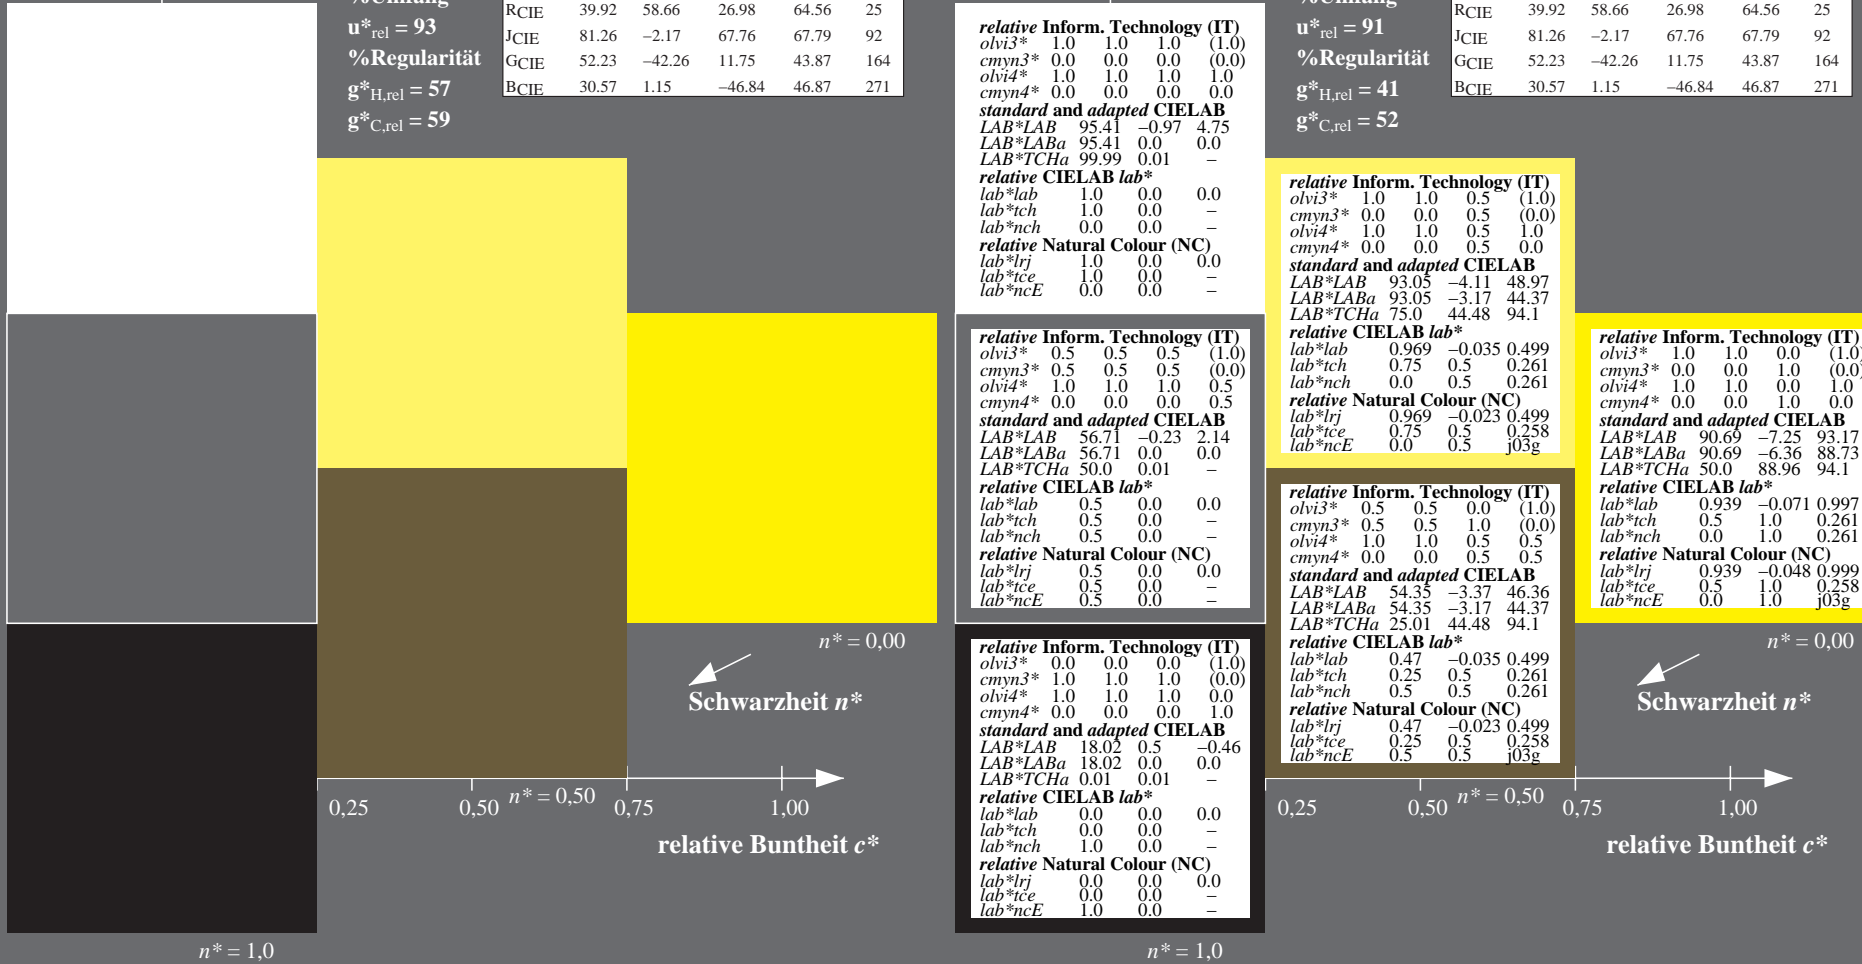 u*rel = 93
%Regularität
g*H,rel = 57
g*C,rel = 59
RCIE 39.92 58.66 26.98 64.56 25
JCIE 81.26 −2.17 67.76 67.79 92
GCIE 52.23 −42.26 11.75 43.87 164
BCIE 30.57 1.15 −46.84 46.87 271
n* = 0,00
Schwarzheit n*
0,25 0,50 n* = 0,50 0,75 1,00
relative Buntheit c*
n* = 1,0
relative Inform. Technology (IT)
olvi3* 1.0 1.0 1.0 (1.0)
cmyn3* 0.0 0.0 0.0 (0.0)
olvi4* 1.0 1.0 1.0 1.0
cmyn4* 0.0 0.0 0.0 0.0
standard and adapted CIELAB
LAB*LAB 95.41 −0.97 4.75
LAB*LABa 95.41 0.0 0.0
LAB*TCHa 99.99 0.01 –
relative CIELAB lab*
lab*lab 1.0 0.0 0.0
lab*tch 1.0 0.0 –
lab*nch 0.0 0.0 –
relative Natural Colour (NC)
lab*lrj 1.0 0.0 0.0
lab*tce 1.0 0.0 –
lab*ncE 0.0 0.0 –
relative Inform. Technology (IT)
olvi3* 0.5 0.5 0.5 (1.0)
cmyn3* 0.5 0.5 0.5 (0.0)
olvi4* 1.0 1.0 1.0 0.5
cmyn4* 0.0 0.0 0.0 0.5
standard and adapted CIELAB
LAB*LAB 56.71 −0.23 2.14
LAB*LABa 56.71 0.0 0.0
LAB*TCHa 50.0 0.01 –
relative CIELAB lab*
lab*lab 0.5 0.0 0.0
lab*tch 0.5 0.0 –
lab*nch 0.5 0.0 –
relative Natural Colour (NC)
lab*lrj 0.5 0.0 0.0
lab*tce 0.5 0.0 –
lab*ncE 0.5 0.0 –
relative Inform. Technology (IT)
olvi3* 0.0 0.0 0.0 (1.0)
cmyn3* 1.0 1.0 1.0 (0.0)
olvi4* 1.0 1.0 1.0 0.0
cmyn4* 0.0 0.0 0.0 1.0
standard and adapted CIELAB
LAB*LAB 18.02 0.5 −0.46
LAB*LABa 18.02 0.0 0.0
LAB*TCHa 0.01 0.01 –
relative CIELAB lab*
lab*lab 0.0 0.0 0.0
lab*tch 0.0 0.0 –
lab*nch 1.0 0.0 –
relative Natural Colour (NC)
lab*lrj 0.0 0.0 0.0
lab*tce 0.0 0.0 –
lab*ncE 1.0 0.0 –
n* = 1,0
u*rel = 91
%Regularität
g*H,rel = 41
g*C,rel = 52
RCIE 39.92 58.66 26.98 64.56 25
JCIE 81.26 −2.17 67.76 67.79 92
GCIE 52.23 −42.26 11.75 43.87 164
BCIE 30.57 1.15 −46.84 46.87 271
relative Inform. Technology (IT)
olvi3* 1.0 1.0 0.5 (1.0)
cmyn3* 0.0 0.0 0.5 (0.0)
olvi4* 1.0 1.0 0.5 1.0
cmyn4* 0.0 0.0 0.5 0.0
standard and adapted CIELAB
LAB*LAB 93.05 −4.11 48.97
LAB*LABa 93.05 −3.17 44.37
LAB*TCHa 75.0 44.48 94.1
relative CIELAB lab*
lab*lab 0.969 −0.035 0.499
lab*tch 0.75 0.5 0.261
lab*nch 0.0 0.5 0.261
relative Natural Colour (NC)
lab*lrj 0.969 −0.023 0.499
lab*tce 0.75 0.5 0.258
lab*ncE 0.0 0.5 j03g
relative Inform. Technology (IT)
olvi3* 0.5 0.5 0.0 (1.0)
cmyn3* 0.5 0.5 1.0 (0.0)
olvi4* 1.0 1.0 0.5 0.5
cmyn4* 0.0 0.0 0.5 0.5
standard and adapted CIELAB
LAB*LAB 54.35 −3.37 46.36
LAB*LABa 54.35 −3.17 44.37
LAB*TCHa 25.01 44.48 94.1
relative CIELAB lab*
lab*lab 0.47 −0.035 0.499
lab*tch 0.25 0.5 0.261
lab*nch 0.5 0.5 0.261
relative Natural Colour (NC)
lab*lrj 0.47 −0.023 0.499
lab*tce 0.25 0.5 0.258
lab*ncE 0.5 0.5 j03g
relative Inform. Technology (IT)
olvi3* 1.0 1.0 0.0 (1.0)
cmyn3* 0.0 0.0 1.0 (0.0
olvi4* 1.0 1.0 0.0 1.0
cmyn4* 0.0 0.0 1.0 0.0
standard and adapted CIELAB
LAB*LAB 90.69 −7.25 93.17
LAB*LABa 90.69 −6.36 88.73
LAB*TCHa 50.0 88.96 94.1
relative CIELAB lab*
lab*lab 0.939 −0.071 0.997
lab*tch 0.5 1.0 0.261
lab*nch 0.0 1.0 0.261
relative Natural Colour (NC)
lab*lrj 0.939 −0.048 0.999
lab*tce 0.5 1.0 0.258
lab*ncE 0.0 1.0 j03g
n* = 0,00
Schwarzheit n*
0,25 0,50 n* = 0,50 0,75 1,00
relative Buntheit c*